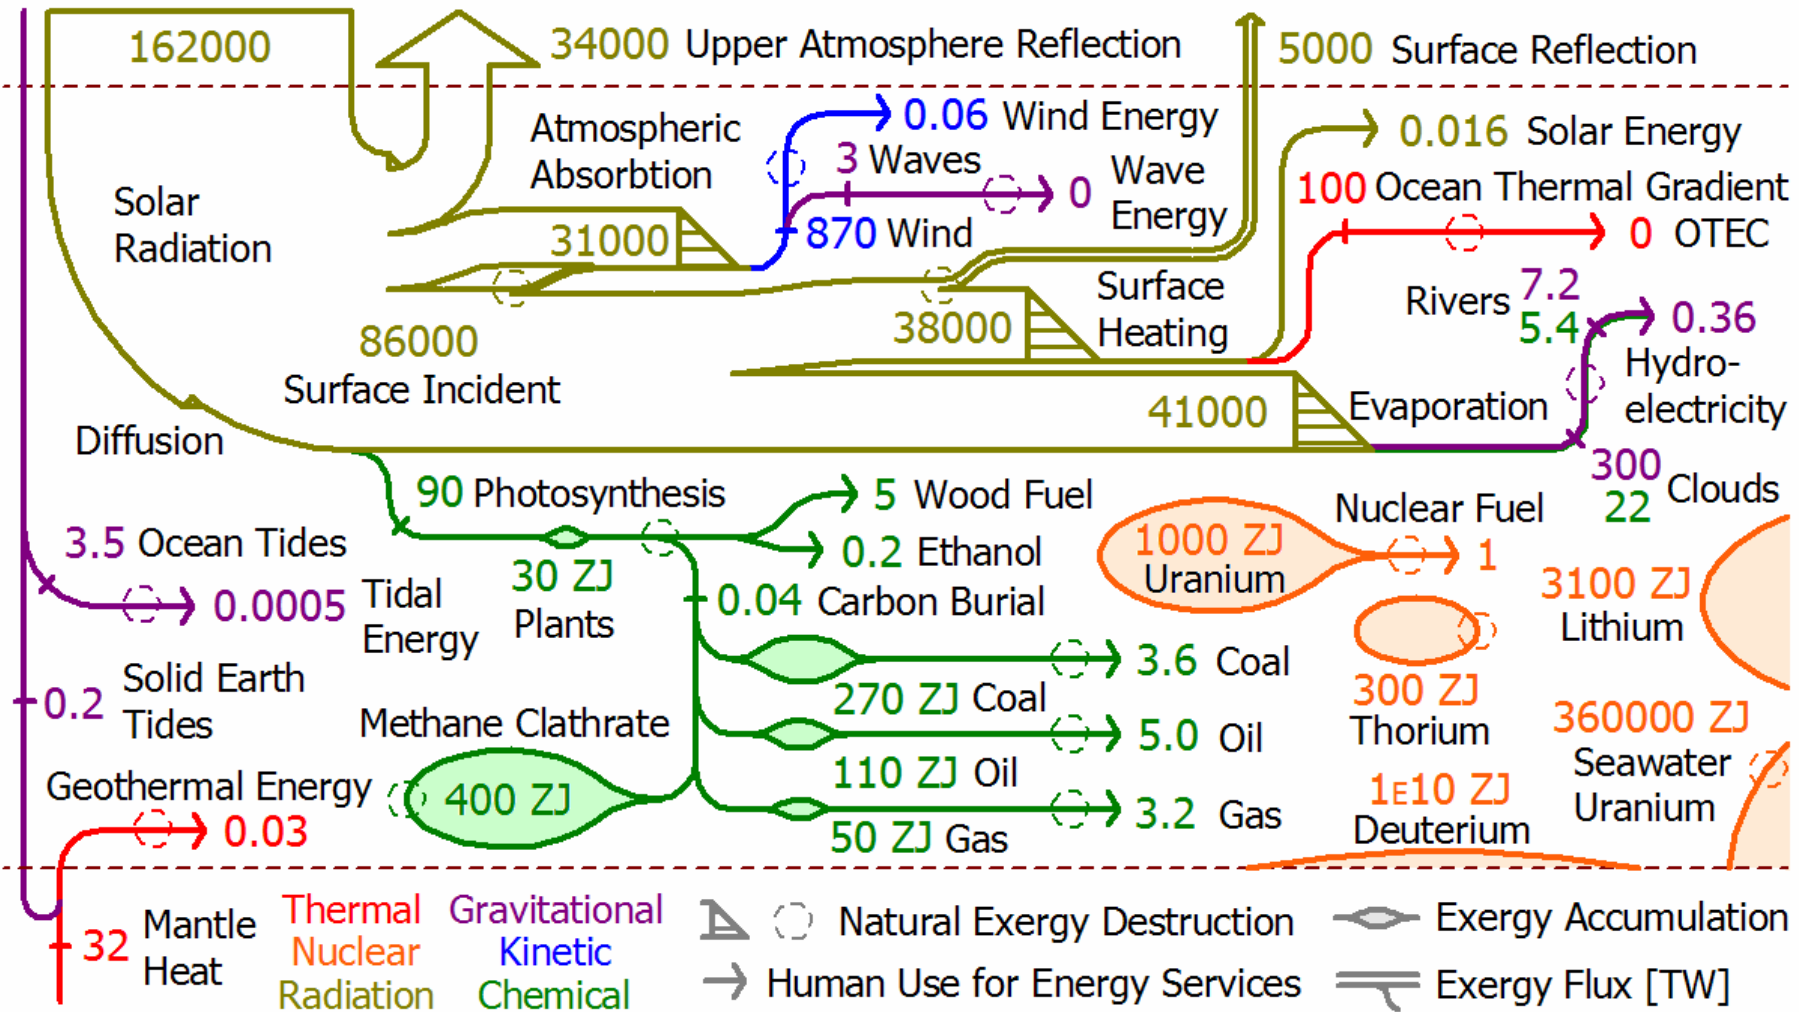 162000
34000 Upper Atmosphere Reflection
5000 Surface Reflection
Atmospheric
Absorbtion
0.06 Wind Energy
3 Waves
0 Wave
Energy
870 Wind
0.016 Solar Energy
100 Ocean Thermal Gradient
0 OTEC
Solar
Radiation
31000
86000
Surface Incident
38000
Surface
Heating
Rivers 7.2
5.4
0.36
Hydro-
electricity
41000
Evaporation
300
22
Clouds
Diffusion
90 Photosynthesis
5 Wood Fuel
0.2 Ethanol
30 ZJ
Plants
0.04 Carbon Burial
3.5 Ocean Tides
0.0005 Tidal
Energy
0.2 Solid Earth
Tides
3.6 Coal
270 ZJ Coal
5.0 Oil
110 ZJ Oil
3.2 Gas
50 ZJ Gas
Methane Clathrate
400 ZJ
Nuclear Fuel
1000 ZJ
Uranium
1
3100 ZJ
Lithium
300 ZJ
Thorium
360000 ZJ
Seawater
Uranium
1E10 ZJ
Deuterium
Geothermal Energy
0.03
32 Mantle
Heat
Thermal
Nuclear
Radiation
Gravitational
Kinetic
Chemical
Natural Exergy Destruction
Human Use for Energy Services
Exergy Accumulation
Exergy Flux [TW]